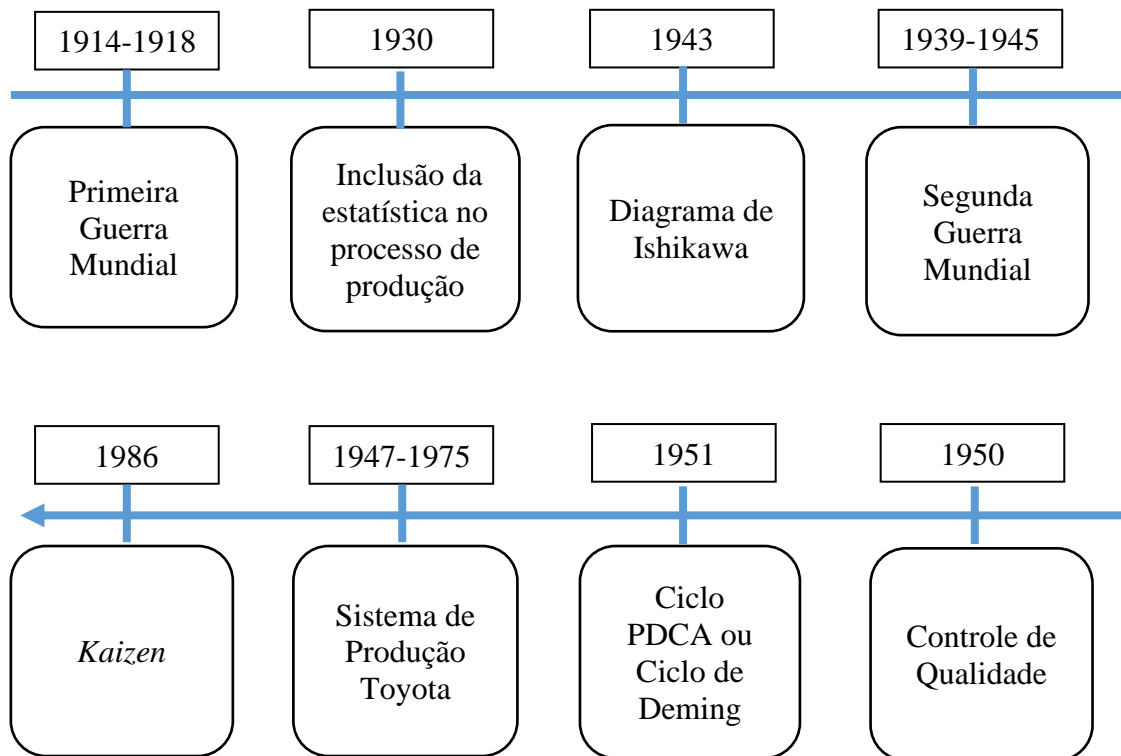 1914-1918
1930
1943
1939-1945
Primeira
Guerra
Mundial
Inclusão da
estatística no
processo de
produção
Diagrama de
Ishikawa
Segunda
Guerra
Mundial
1986
1947-1975
1951
1950
Kaizen
Sistema de
Produção
Toyota
Ciclo
PDCA ou
Ciclo de
Deming
Controle de
Qualidade